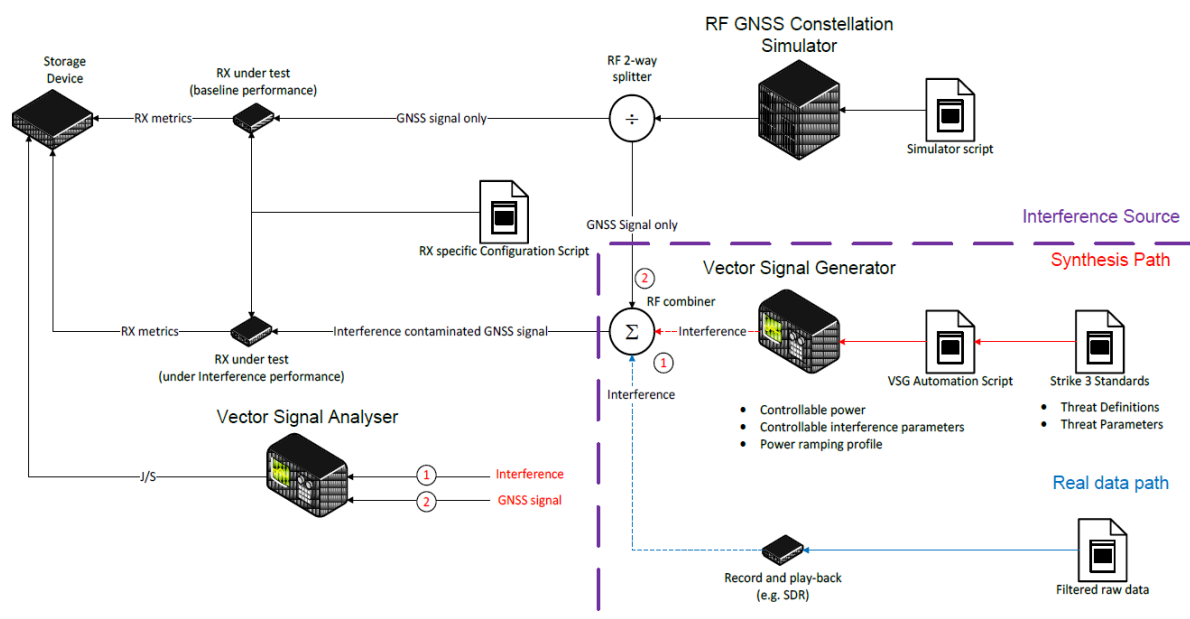 RF GNSS Constellation
Simulator
Storage
Device
RX under test
(baseline performance)
RF 2-way
splitter
RX metrics
GNSS signal only
÷
Simulator script
GNSS Signal only
RX specific Configuration Script
Interference Source
Synthesis Path
Vector Signal Generator
2
RF combiner
RX metrics
Interference contaminated GNSS signal
Σ
Interference
1
RX under test
(under Interference performance)
VSG Automation Script
Strike 3 Standards
Interference
• Controllable power
• Controllable interference parameters
• Power ramping profile
• Threat Definitions
• Threat Parameters
Vector Signal Analyser
J/S
1
Interference
2
GNSS signal
Real data path
Record and play-back
(e.g. SDR)
Filtered raw data